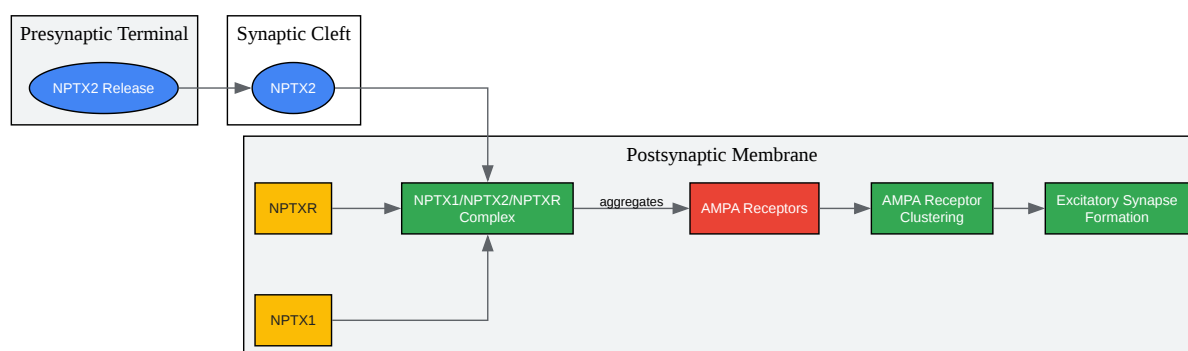 Presynaptic Terminal
Synaptic Cleft
NPTX2 Release
NPTX2
Postsynaptic Membrane
NPTXR
NPTX1/NPTX2/NPTXR
Complex
aggregates
AMPA Receptors
AMPA Receptor
Clustering
Excitatory Synapse
Formation
NPTX1